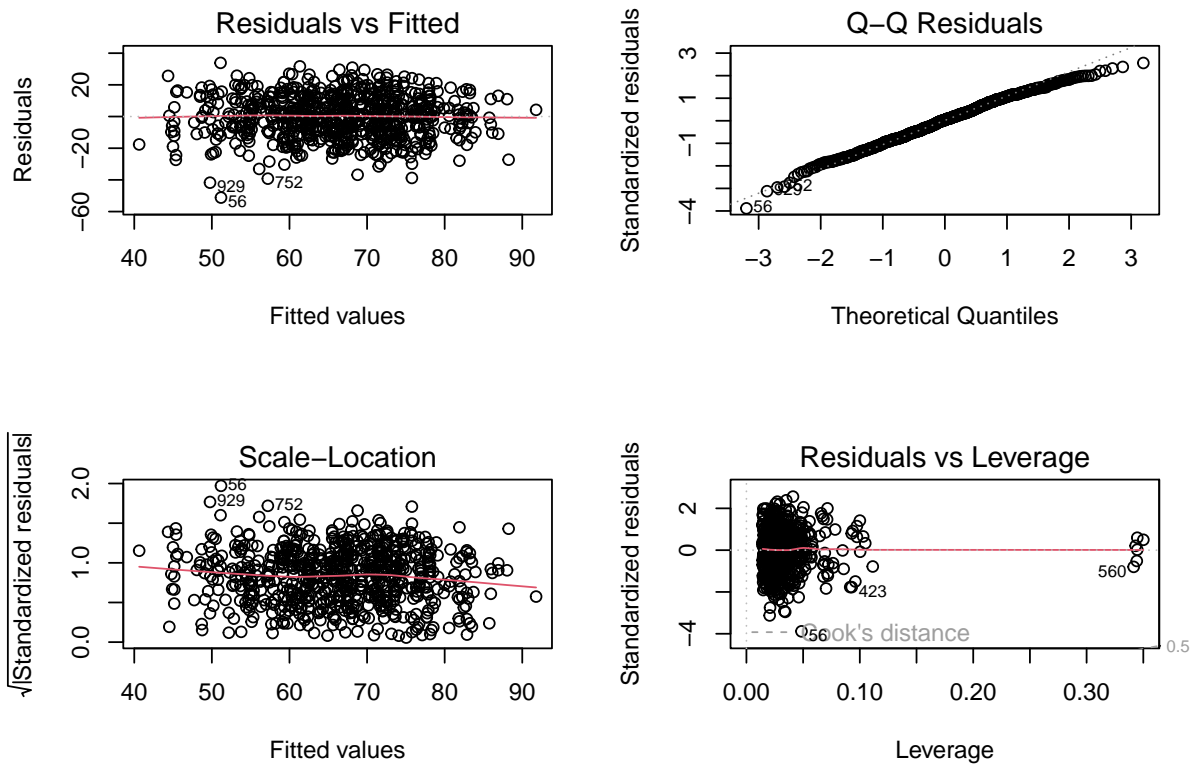 Residuals vs Fitted
Residuals
20
−20
−60
929
752
56
40 50 60 70 80 90
Fitted values
Q−Q Residuals
Standardized residuals
3
1
−1
−4
56
−3 −2 −1 0 1 2 3
Theoretical Quantiles
Scale−Location
√|Standardized residuals|
2.0
1.0
0.0
56
929
752
40 50 60 70 80 90
Fitted values
Residuals vs Leverage
Standardized residuals
2
0
−4
560
423
56
Cook's distance
0.5
0.00 0.10 0.20 0.30
Leverage